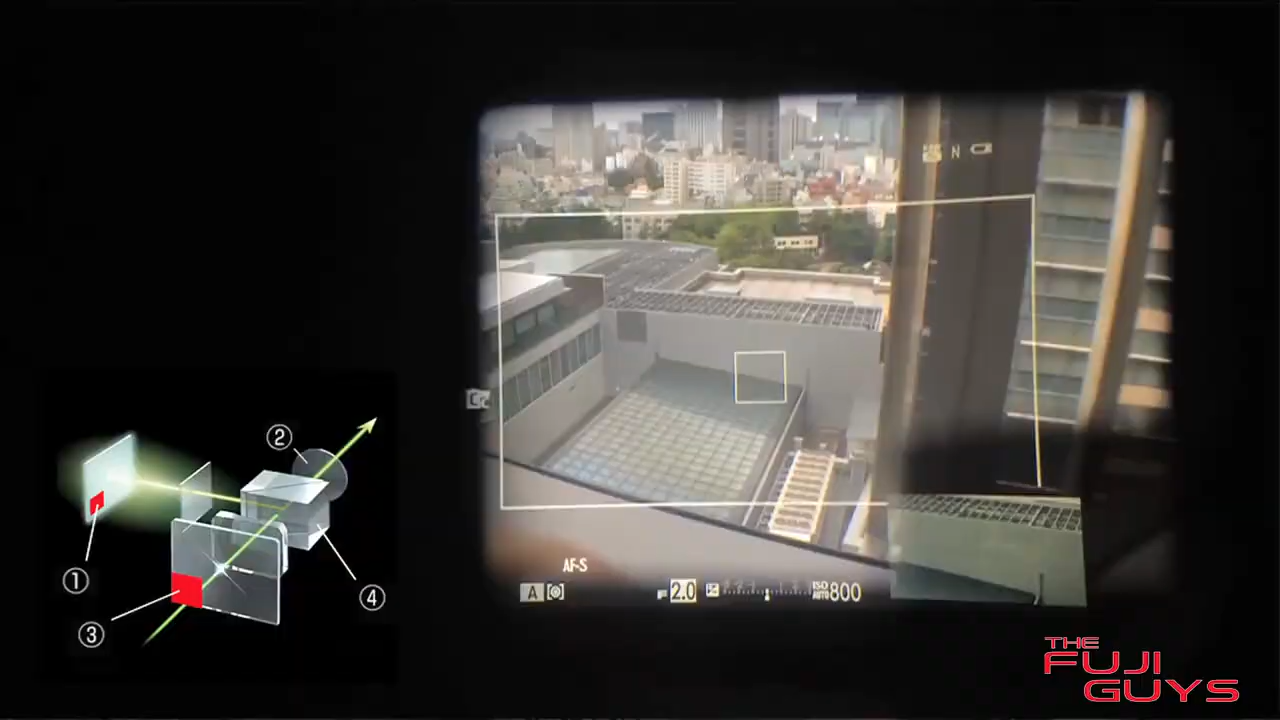 N
②
①
④
③
AF-S
A F 2.0 ISO AUTO 800
THE
FUJI
GUYS